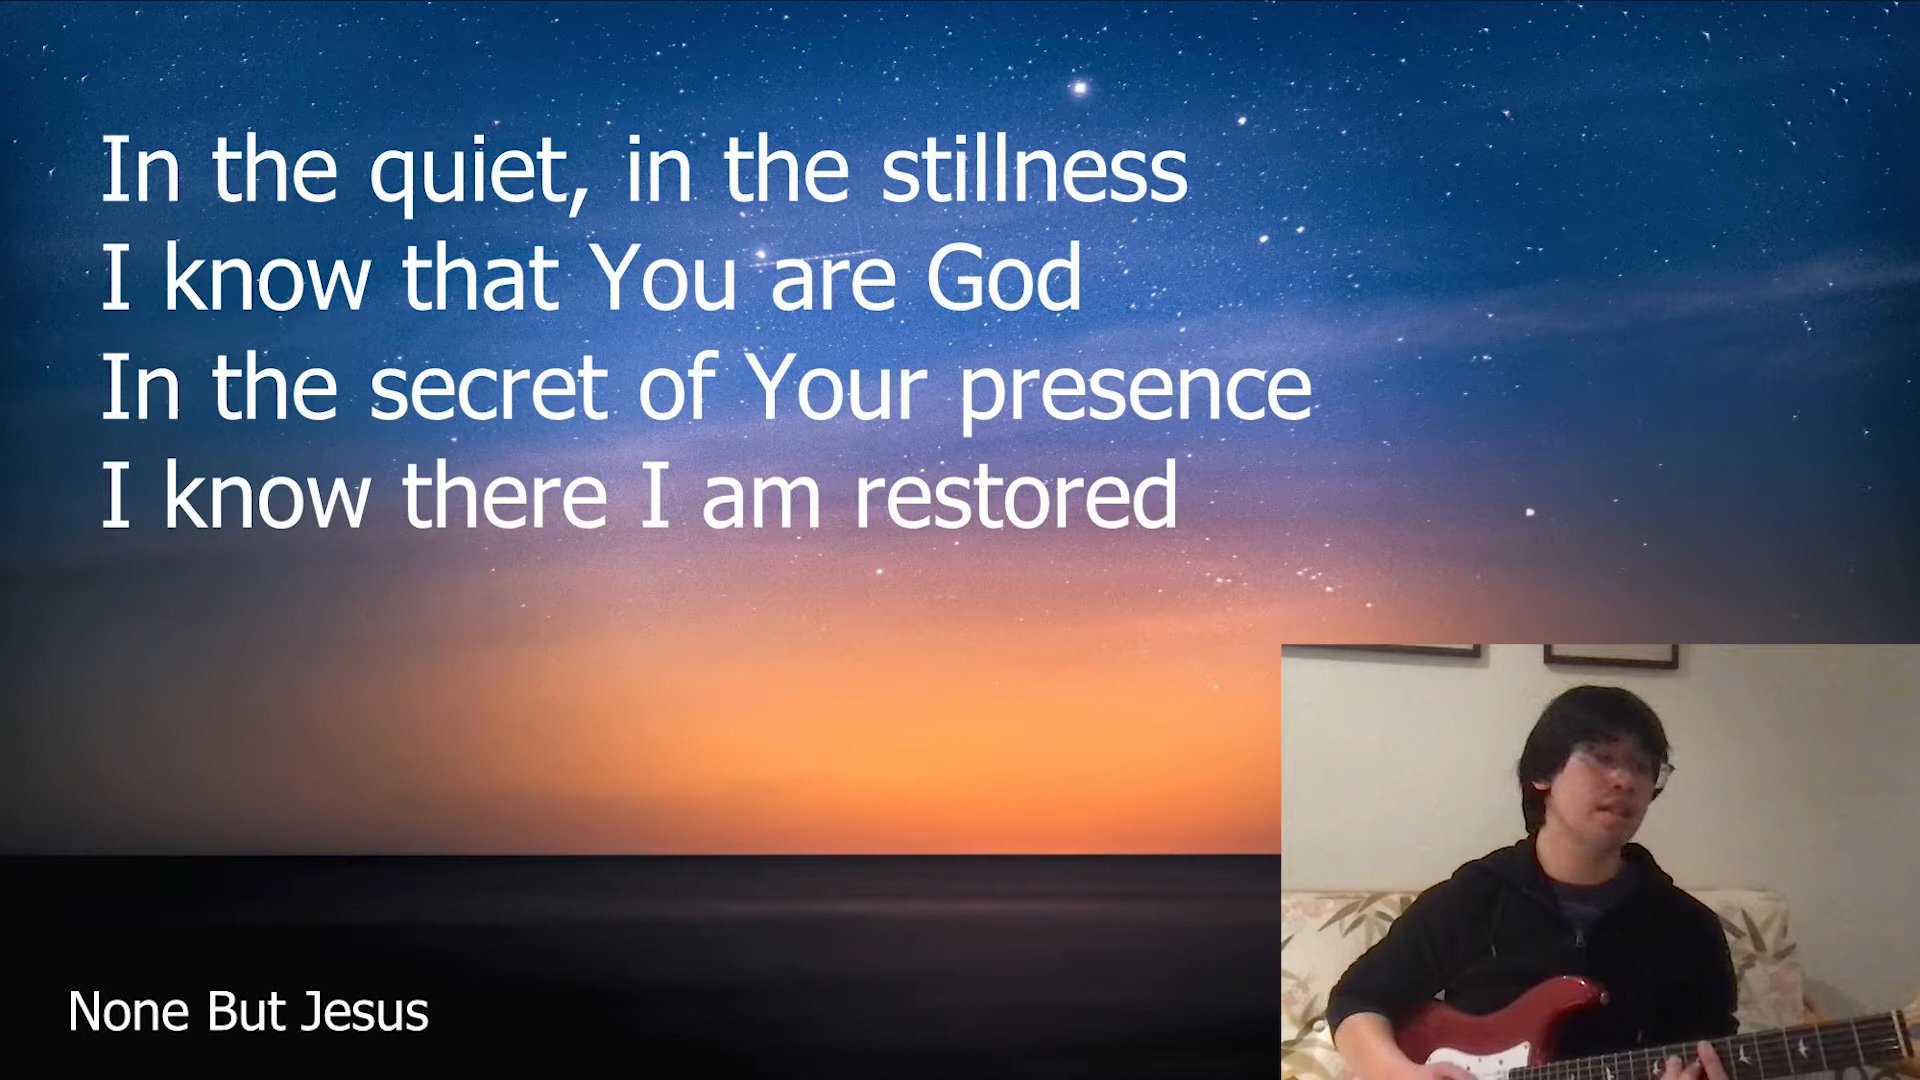 In the quiet, in the stillness
I know that You are God
In the secret of Your presence
I know there I am restored
None But Jesus